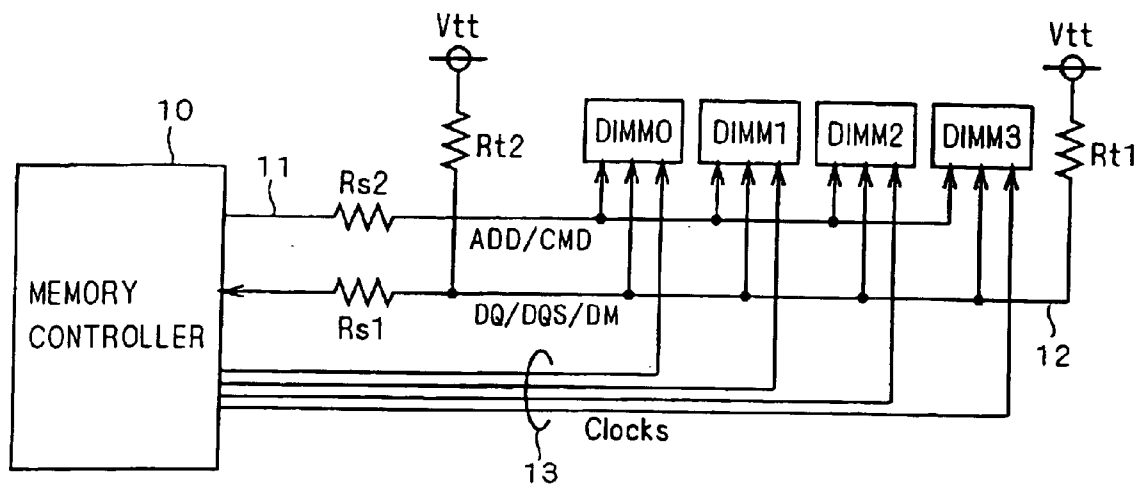 Vtt
Vtt
10
DIMM0
DIMM1
DIMM2
DIMM3
Rt2
Rt1
11
Rs2
ADD/CMD
MEMORY
CONTROLLER
Rs1
DQ/DQS/DM
12
Clocks
13